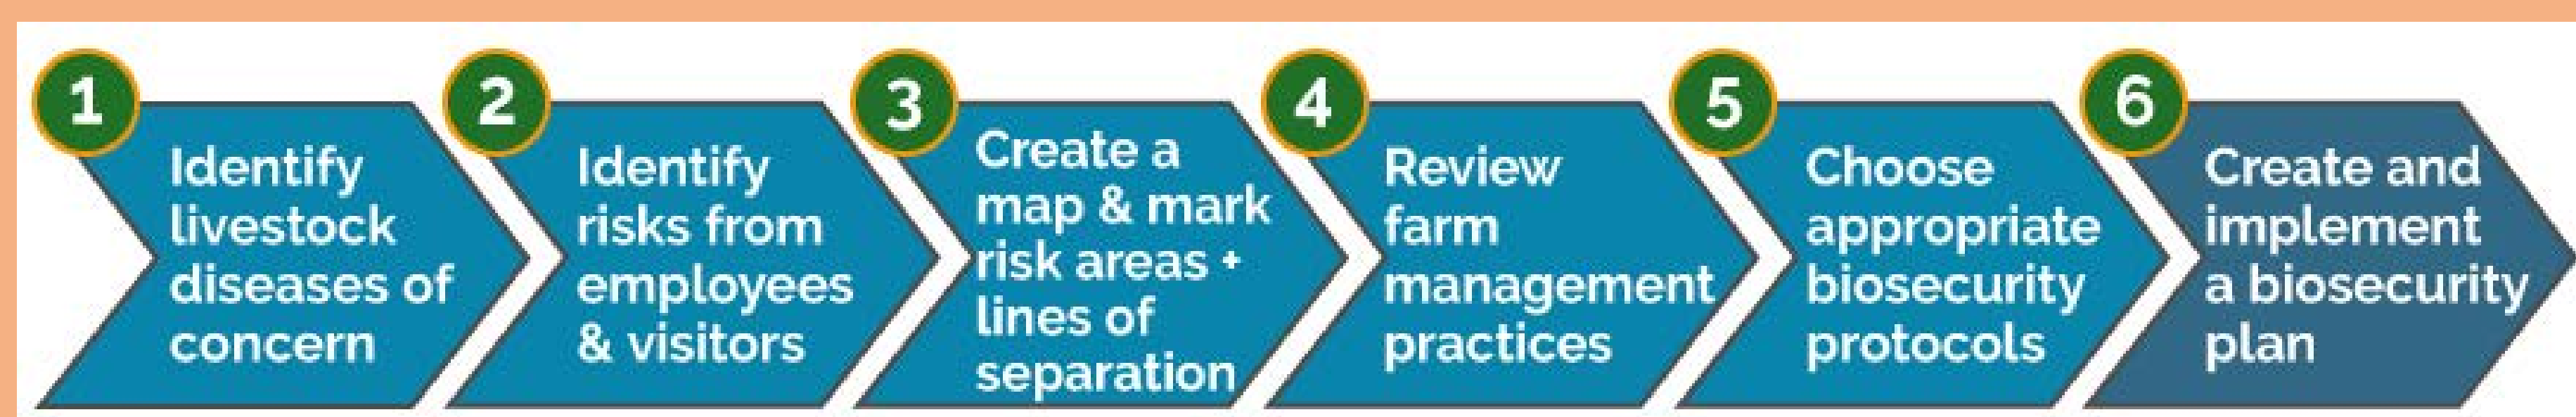 1
Identify
livestock
diseases of
concern
2
Identify
risks from
employees
& visitors
3
Create a
map & mark
risk areas +
lines of
separation
4
Review
farm
management
practices
5
Choose
appropriate
biosecurity
protocols
6
Create and
implement
a biosecurity
plan